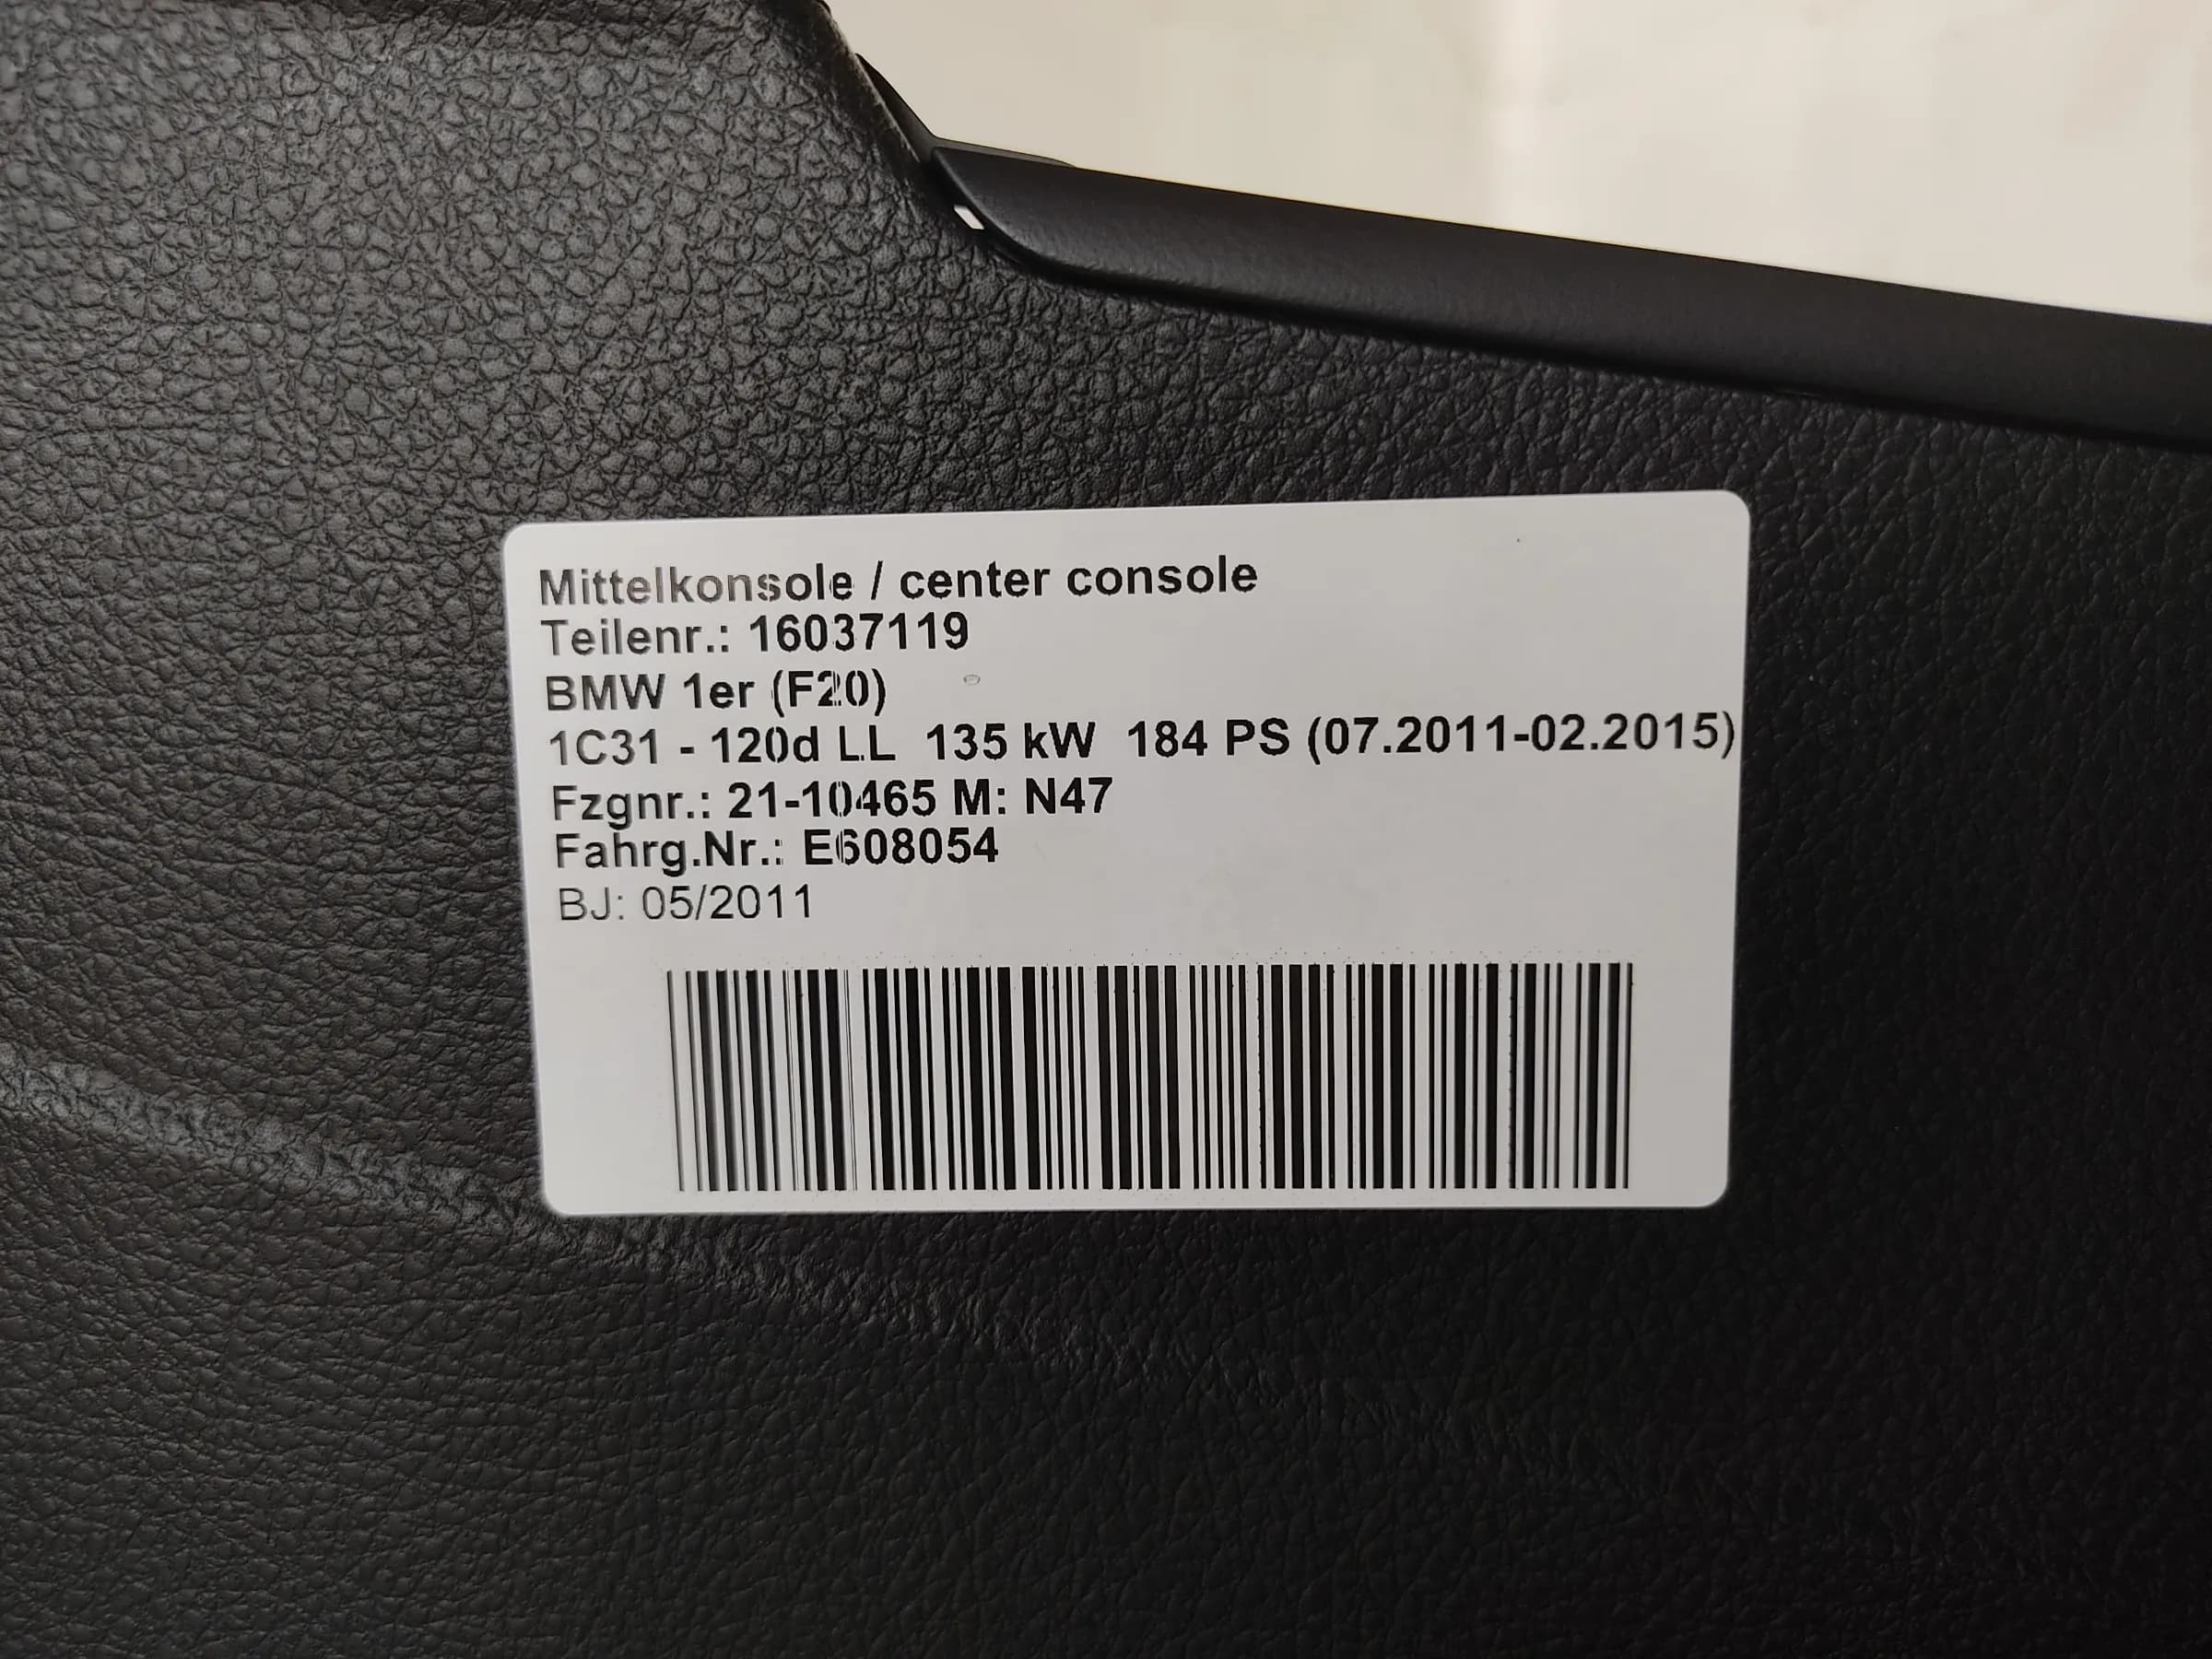 Mittelkonsole / center console
Teilenr.: 16037119
BMW 1er (F20)
1C31 - 120d LL 135 kW 184 PS (07.2011-02.2015)
Fzgnr.: 21-10465 M: N47
Fahrg.Nr.: E608054
BJ: 05/2011